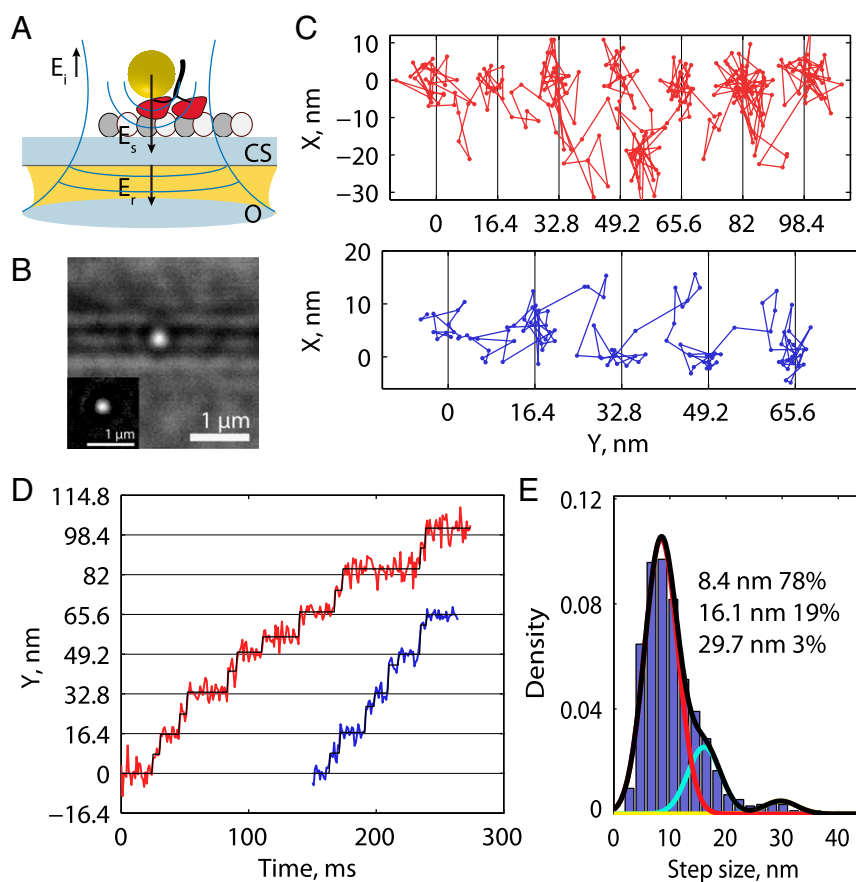 A
E_i
E_s
CS
E_r
O
B
1 µm
1 µm
C
X, nm
10
0
−10
−20
−30
0 16.4 32.8 49.2 65.6 82 98.4
X, nm
20
10
0
0 16.4 32.8 49.2 65.6
Y, nm
D
Y, nm
114.8
98.4
82
65.6
49.2
32.8
16.4
0
−16.4
0 100 200 300
Time, ms
E
Density
0.12
0.08
0.04
0
8.4 nm 78%
16.1 nm 19%
29.7 nm 3%
0 10 20 30 40
Step size, nm